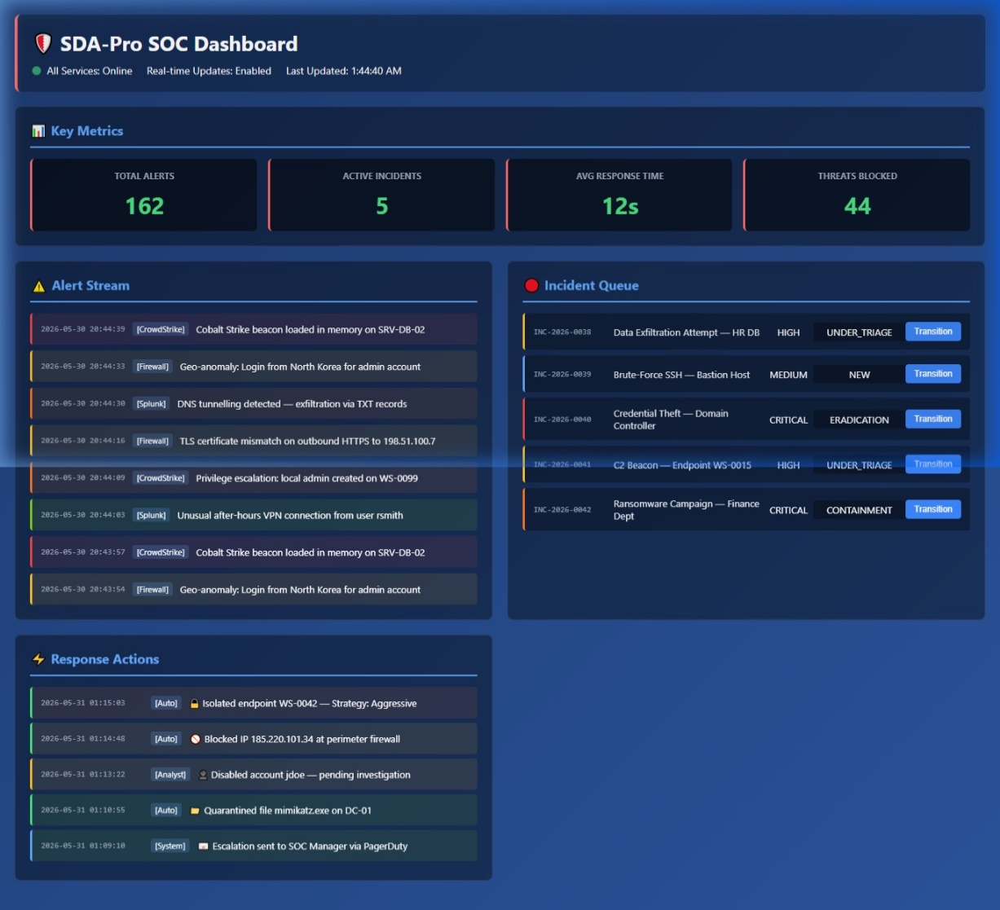 SDA-Pro SOC Dashboard
All Services: Online Real-time Updates: Enabled Last Updated: 1:44:40 AM
Key Metrics
TOTAL ALERTS
162
ACTIVE INCIDENTS
5
AVG RESPONSE TIME
12s
THREATS BLOCKED
44
Alert Stream
2026-05-30 20:44:39 [CrowdStrike] Cobalt Strike beacon loaded in memory on SRV-DB-02
2026-05-30 20:44:33 [Firewall] Geo-anomaly: Login from North Korea for admin account
2026-05-30 20:44:30 [Splunk] DNS tunnelling detected — exfiltration via TXT records
2026-05-30 20:44:16 [Firewall] TLS certificate mismatch on outbound HTTPS to 198.51.100.7
2026-05-30 20:44:09 [CrowdStrike] Privilege escalation: local admin created on WS-0099
2026-05-30 20:44:03 [Splunk] Unusual after-hours VPN connection from user rsmith
2026-05-30 20:43:57 [CrowdStrike] Cobalt Strike beacon loaded in memory on SRV-DB-02
2026-05-30 20:43:54 [Firewall] Geo-anomaly: Login from North Korea for admin account
Incident Queue
INC-2026-0038 Data Exfiltration Attempt — HR DB HIGH UNDER_TRIAGE Transition
INC-2026-0039 Brute-Force SSH — Bastion Host MEDIUM NEW Transition
INC-2026-0040 Credential Theft — Domain
Controller CRITICAL ERADICATION Transition
INC-2026-0041 C2 Beacon — Endpoint WS-0015 HIGH UNDER_TRIAGE Transition
INC-2026-0042 Ransomware Campaign — Finance
Dept CRITICAL CONTAINMENT Transition
Response Actions
2026-05-31 01:15:03 [Auto] Isolated endpoint WS-0042 — Strategy: Aggressive
2026-05-31 01:14:48 [Auto] Blocked IP 185.220.101.34 at perimeter firewall
2026-05-31 01:13:22 [Analyst] Disabled account jdoe — pending investigation
2026-05-31 01:10:55 [Auto] Quarantined file mimikatz.exe on DC-01
2026-05-31 01:09:10 [System] Escalation sent to SOC Manager via PagerDuty